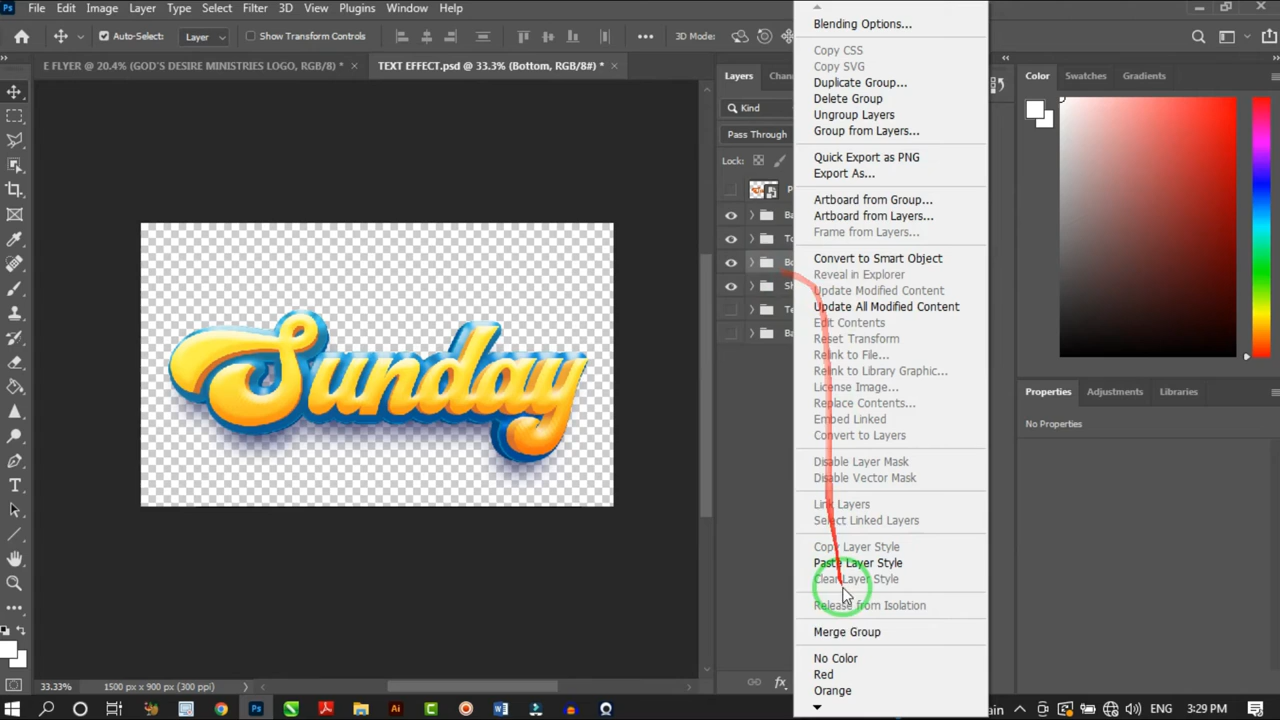 Ps File Edit Image Layer Type Select Filter 3D View Plugins Window Help
Auto-Select: Layer Show Transform Controls 3D Mode:
E FLYER @ 20.4% (GOD'S DESIRE MINISTRIES LOGO, RGB/8) * × TEXT EFFECT.psd @ 33.3% (Bottom, RGB/8#) * ×
Layers
Kind
Pass Through
Lock:
Blending Options...
Copy CSS
Copy SVG
Duplicate Group...
Delete Group
Ungroup Layers
Group from Layers...
Quick Export as PNG
Export As...
Artboard from Group...
Artboard from Layers...
Frame from Layers...
Convert to Smart Object
Reveal in Explorer
Update Modified Content
Update All Modified Content
Edit Contents
Reset Transform
Relink to File...
Relink to Library Graphic...
License Image...
Replace Contents...
Embed Linked
Convert to Layers
Disable Layer Mask
Disable Vector Mask
Link Layers
Select Linked Layers
Copy Layer Style
Paste Layer Style
Clear Layer Style
Release from Isolation
Merge Group
No Color
Red
Orange
Color Swatches Gradients
Properties Adjustments Libraries
No Properties
Sunday
33.33% 1500 px x 900 px (300 ppi)
fx
Ps Ai W
ENG 3:29 PM